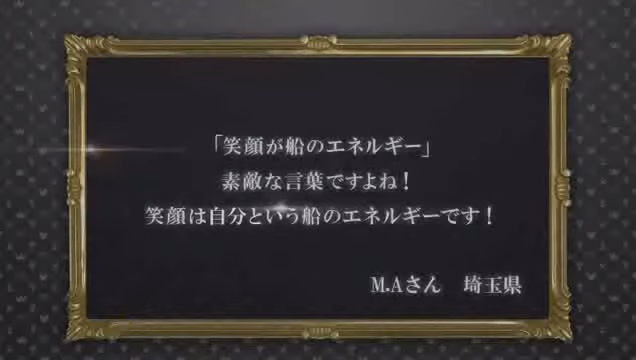 「笑顔が船のエネルギー」
素敵な言葉ですよね！
笑顔は自分という船のエネルギーです！
M.Aさん　埼玉県